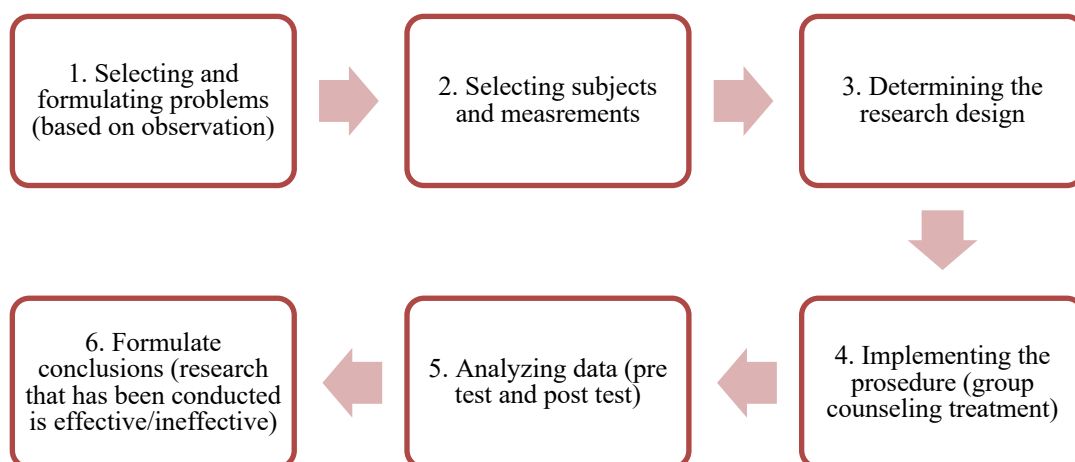 1. Selecting and
formulating problems
(based on observation)
2. Selecting subjects
and measrements
3. Determining the
research design
4. Implementing the
prosedure (group
counseling treatment)
5. Analyzing data (pre
test and post test)
6. Formulate
conclusions (research
that has been conducted
is effective/ineffective)